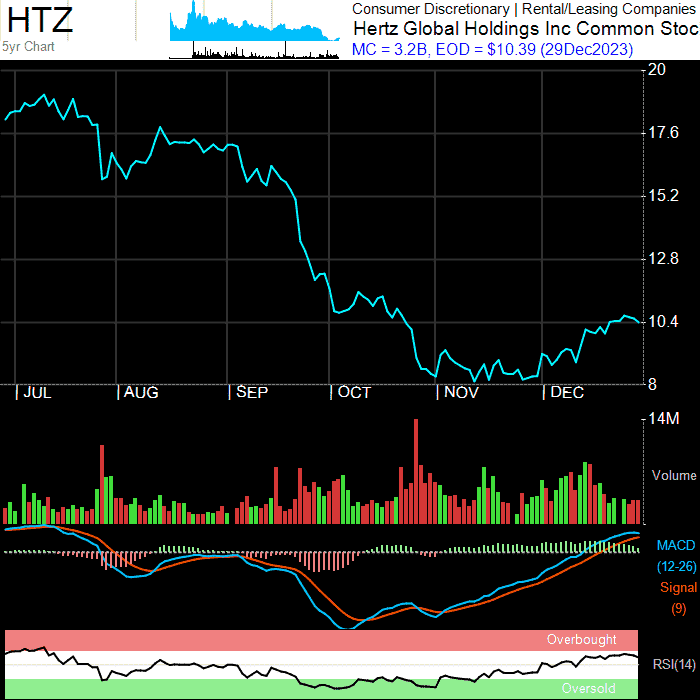 HTZ
5yr Chart
Consumer Discretionary | Rental/Leasing Companies
Hertz Global Holdings Inc Common Stoc
MC = 3.2B, EOD = $10.39 (29Dec2023)
20
17.6
15.2
12.8
10.4
8
| JUL | AUG | SEP | OCT | NOV | DEC
14M
Volume
MACD
(12-26)
Signal
(9)
Overbought
RSI(14)
Oversold